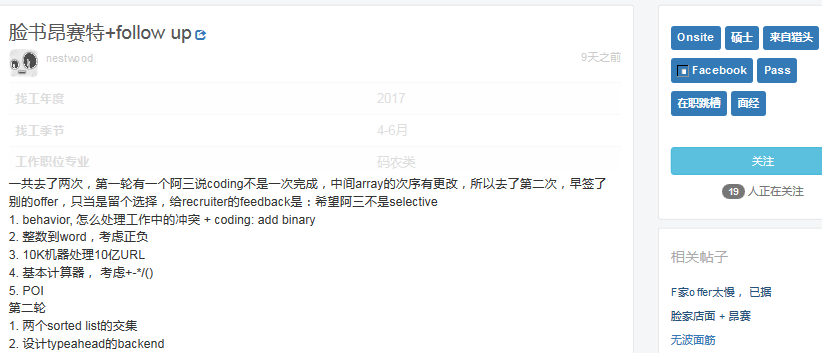 脸书昂赛特+follow up
nestwood
9天之前
找工年度 2017
找工季节 4-6月
工作职位专业 码农类
一共去了两次，第一轮有一个阿三说coding不是一次完成，中间array的次序有更改，所以去了第二次，早签了
别的offer，只当是留个选择，给recruiter的feedback是：希望阿三不是selective
1. behavior, 怎么处理工作中的冲突 + coding: add binary
2. 整数到word，考虑正负
3. 10K机器处理10亿URL
4. 基本计算器， 考虑+-*/()
5. POI
第二轮
1. 两个sorted list的交集
2. 设计typeahead的backend
Onsite 硕士 来自猎头
Facebook Pass
在职跳槽 面经
关注
19 人正在关注
相关帖子
F家offer太慢， 已据
脸家店面 + 昂赛
无波面筋